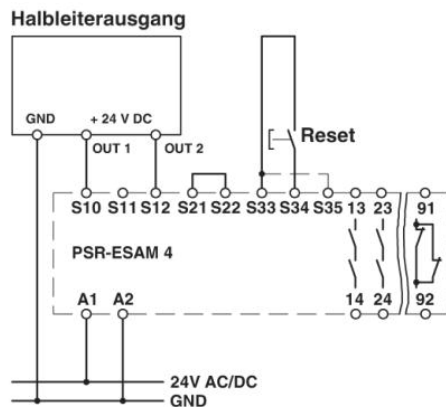 Halbleiterausgang
GND + 24 V DC
OUT 1 OUT 2
Reset
S10 S11 S12 S21 S22 S33 S34 S35 13 23 91
PSR-ESAM 4
A1 A2 14 24 92
24V AC/DC
GND